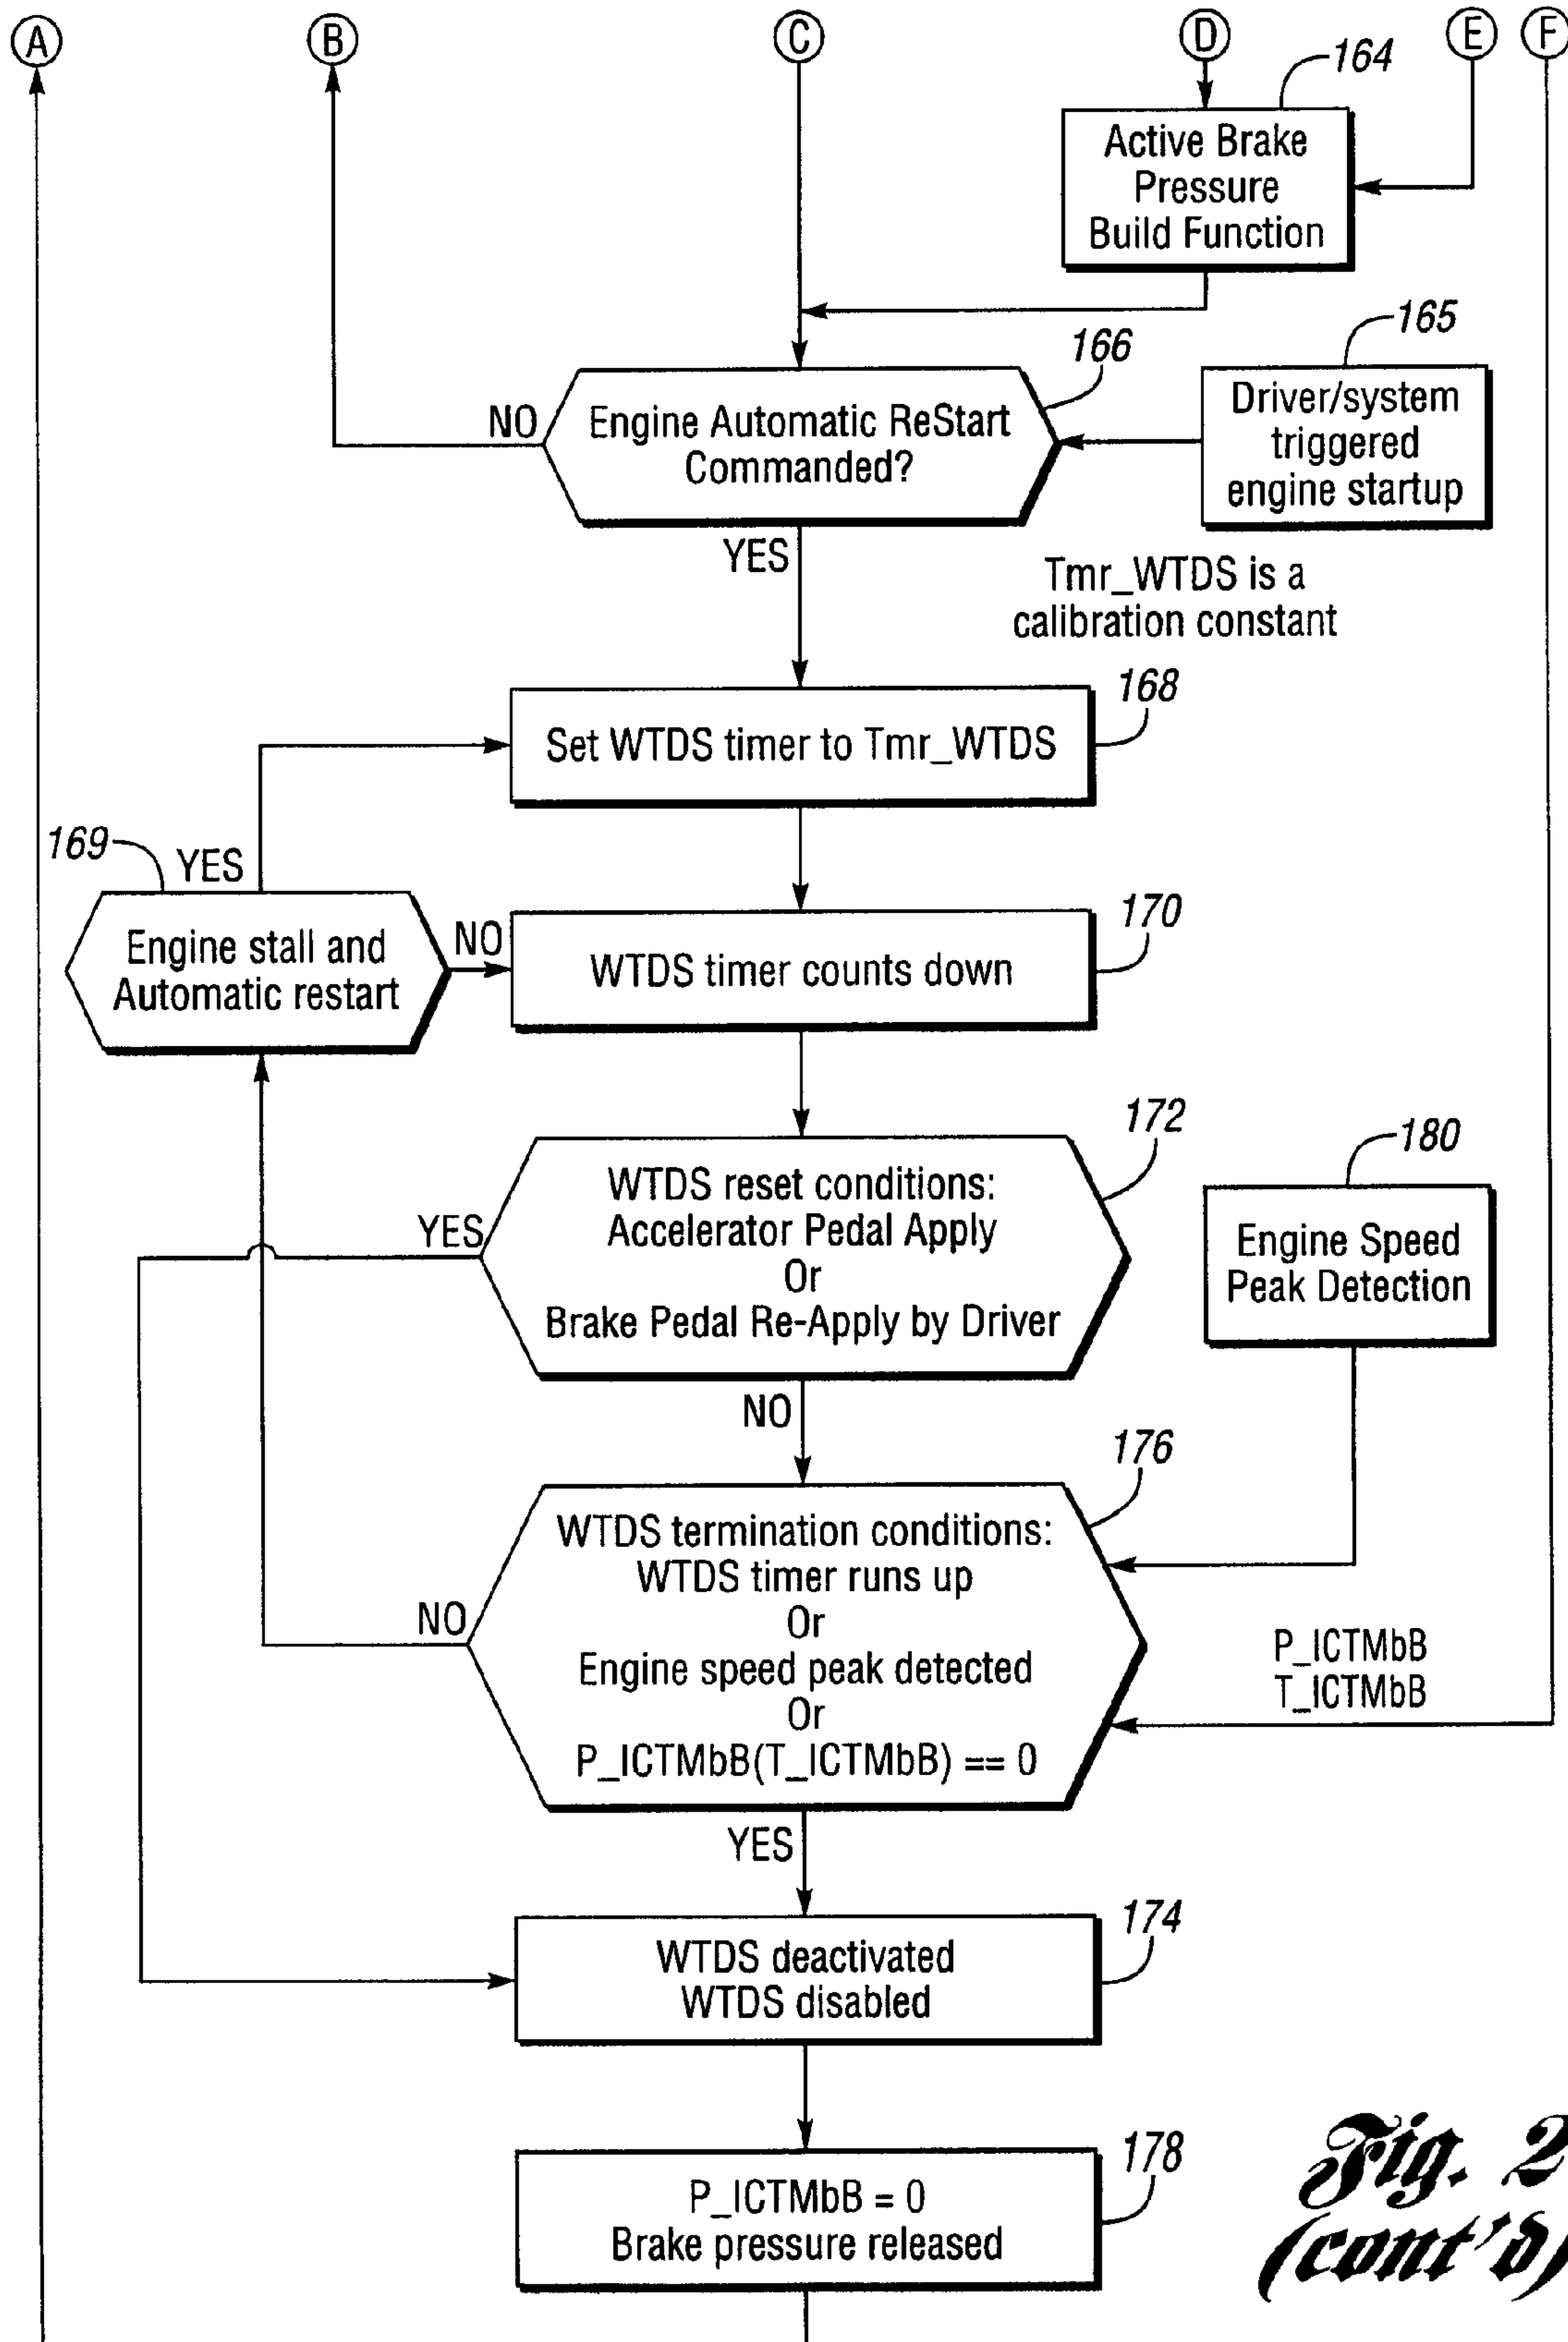 A
B
C
D
E
F
164
Active Brake
Pressure
Build Function
165
Driver/system
triggered
engine startup
166
Engine Automatic ReStart
Commanded?
NO
YES
Tmr_WTDS is a
calibration constant
168
Set WTDS timer to Tmr_WTDS
169
YES
Engine stall and
Automatic restart
NO
170
WTDS timer counts down
172
WTDS reset conditions:
Accelerator Pedal Apply
Or
Brake Pedal Re-Apply by Driver
YES
NO
180
Engine Speed
Peak Detection
176
WTDS termination conditions:
WTDS timer runs up
Or
Engine speed peak detected
Or
P_ICTMbB(T_ICTMbB) == 0
NO
P_ICTMbB
T_ICTMbB
YES
174
WTDS deactivated
WTDS disabled
178
P_ICTMbB = 0
Brake pressure released
Fig. 2
(cont'd)